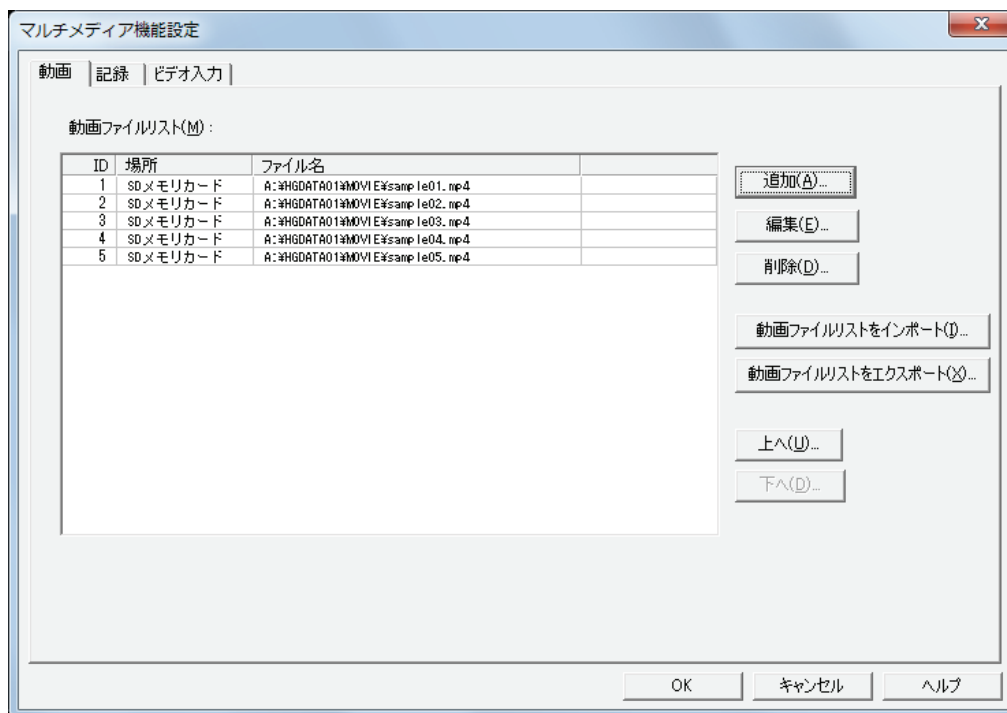 マルチメディア機能設定
動画 記録 ビデオ入力
動画ファイルリスト(M)：
ID 場所 ファイル名
1 SDメモリカード A:¥HGDATA01¥MOVIE¥sample01.mp4
2 SDメモリカード A:¥HGDATA01¥MOVIE¥sample02.mp4
3 SDメモリカード A:¥HGDATA01¥MOVIE¥sample03.mp4
4 SDメモリカード A:¥HGDATA01¥MOVIE¥sample04.mp4
5 SDメモリカード A:¥HGDATA01¥MOVIE¥sample05.mp4
追加(A)...
編集(E)...
削除(D)...
動画ファイルリストをインポート(I)...
動画ファイルリストをエクスポート(X)...
上へ(U)...
下へ(D)...
OK キャンセル ヘルプ